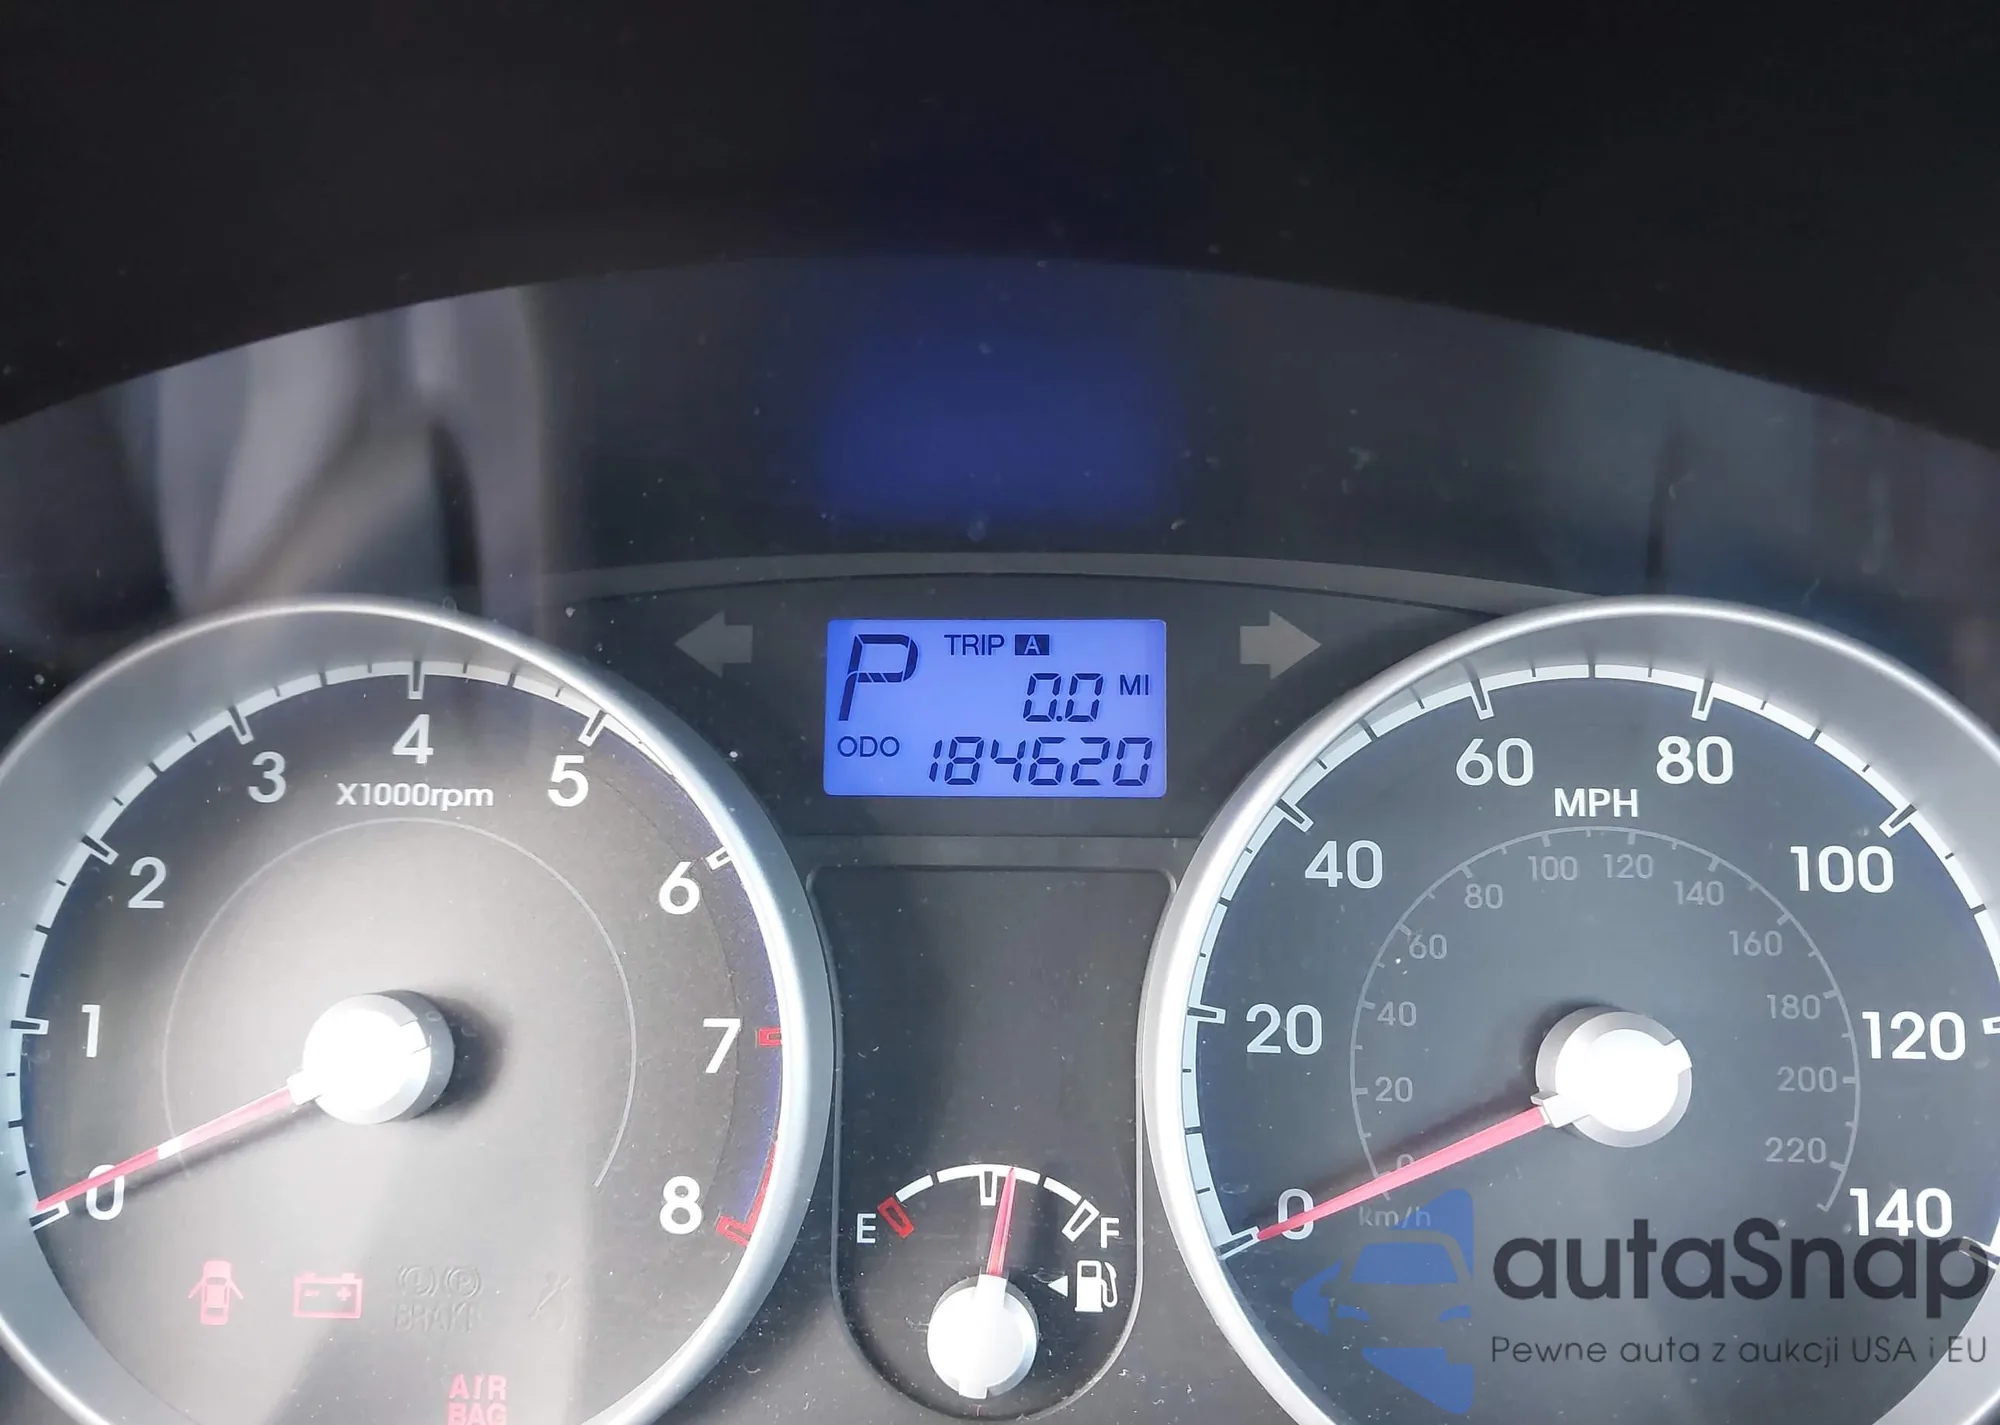 P TRIP A
0.0 MI
ODO 184620
0 1 2 3 4 5 6 7 8
X1000rpm
BRAKE
AIR
BAG
E F
0 20 40 60 80 100 120 140
MPH
0 20 40 60 80 100 120 140 160 180 200 220
km/h
autaSnap
Pewne auta z aukcji USA i EU